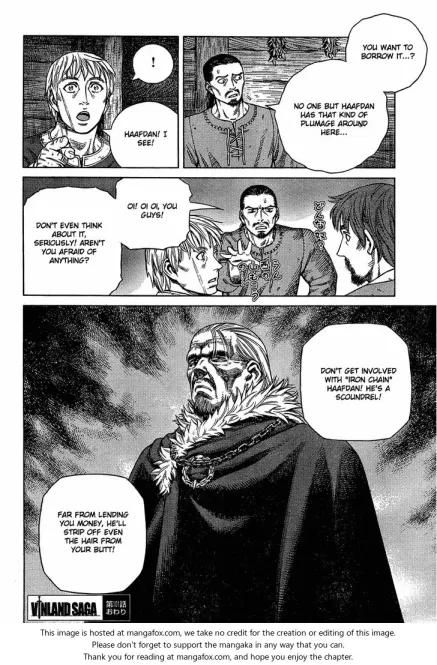 YOU WANT TO
BORROW IT...?
NO ONE BUT HAAFDAN
HAS THAT KIND OF
PLUMAGE AROUND
HERE...
!
HAAFDAN! I
SEE!
OI! OI OI, YOU
GUYS!
DON'T EVEN THINK
ABOUT IT,
SERIOUSLY! AREN'T
YOU AFRAID OF
ANYTHING?
DON'T GET INVOLVED
WITH "IRON CHAIN"
HAAFDAN! HE'S A
SCOUNDREL!
FAR FROM LENDING
YOU MONEY, HE'LL
STRIP OFF EVEN
THE HAIR FROM
YOUR BUTT!
VINLAND SAGA
おわり
This image is hosted at mangafox.com, we take no credit for the creation or editing of this image.
Please don't forget to support the mangaka in any way that you can.
Thank you for reading at mangafox.com, and hope you enjoy the chapter.